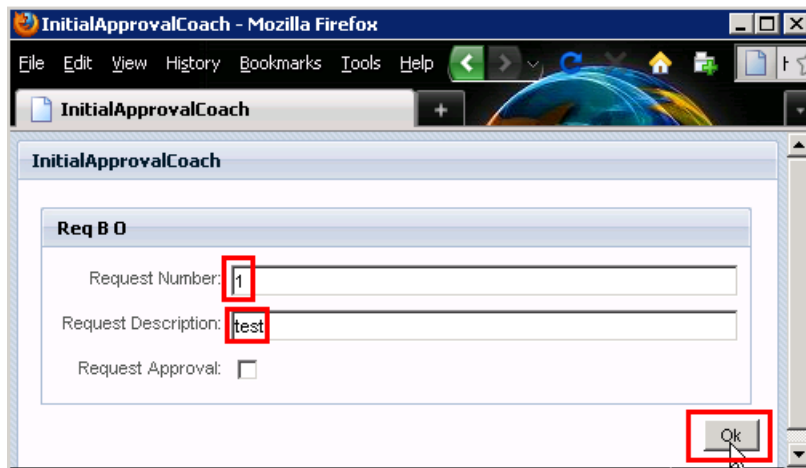 InitialApprovalCoach - Mozilla Firefox
File Edit View History Bookmarks Tools Help
InitialApprovalCoach +
InitialApprovalCoach
Req B O
Request Number: 1
Request Description: test
Request Approval:
Ok